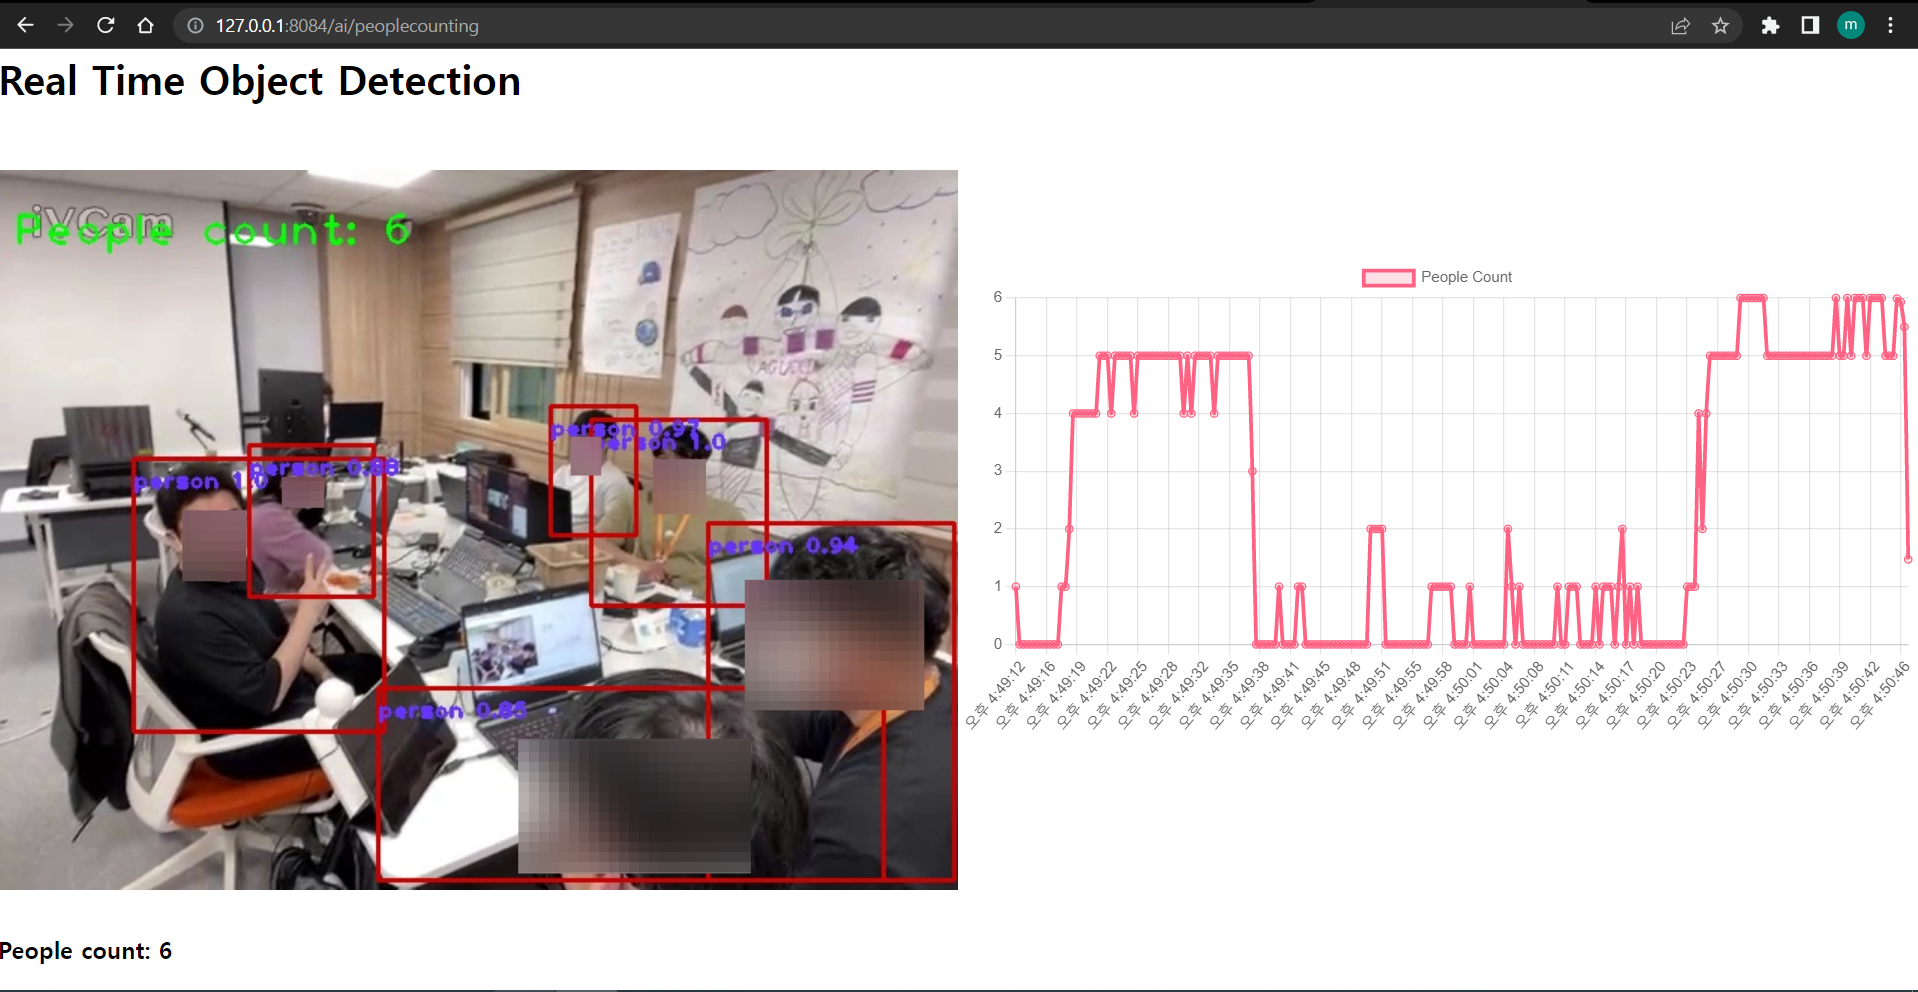 127.0.0.1:8084/ai/peoplecounting
m
Real Time Object Detection
iVCam
People count: 6
person 0.97
person 1.0
person 0.88
person 1.0
person 0.94
person 0.85
People Count
6
5
4
3
2
1
0
오후 4:49:12
오후 4:49:16
오후 4:49:19
오후 4:49:22
오후 4:49:25
오후 4:49:28
오후 4:49:32
오후 4:49:35
오후 4:49:38
오후 4:49:41
오후 4:49:45
오후 4:49:48
오후 4:49:51
오후 4:49:55
오후 4:49:58
오후 4:50:01
오후 4:50:04
오후 4:50:08
오후 4:50:11
오후 4:50:14
오후 4:50:17
오후 4:50:20
오후 4:50:23
오후 4:50:27
오후 4:50:30
오후 4:50:33
오후 4:50:36
오후 4:50:39
오후 4:50:42
오후 4:50:46
People count: 6